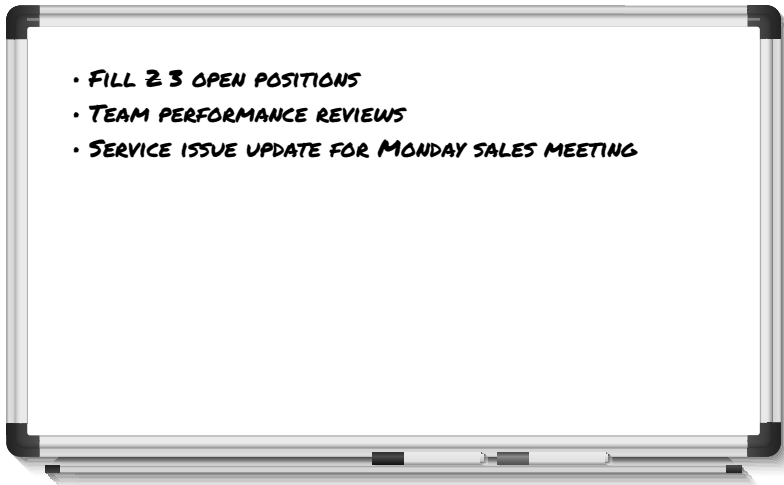 • Fill 2 3 open positions
• Team performance reviews
• Service issue update for Monday sales meeting